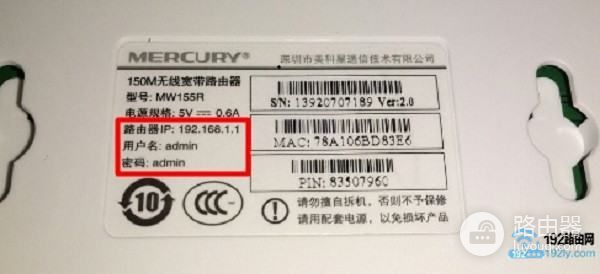 MERCURY
深圳市美科星通信技术有限公司
150M无线宽带路由器
型号: MW155R
电源规格: 5V 0.6A
路由器IP: 192.168.1.1
用户名: admin
密码: admin
S/N: 13920707189 Ver:2.0
MAC: 78A106BD83E6
PIN: 83507960
10
CCC
请勿擅自拆机，否则不予保修
请用配套电源，以免损坏产品
路由器
luyouqi.com
192路由网
192ly.com